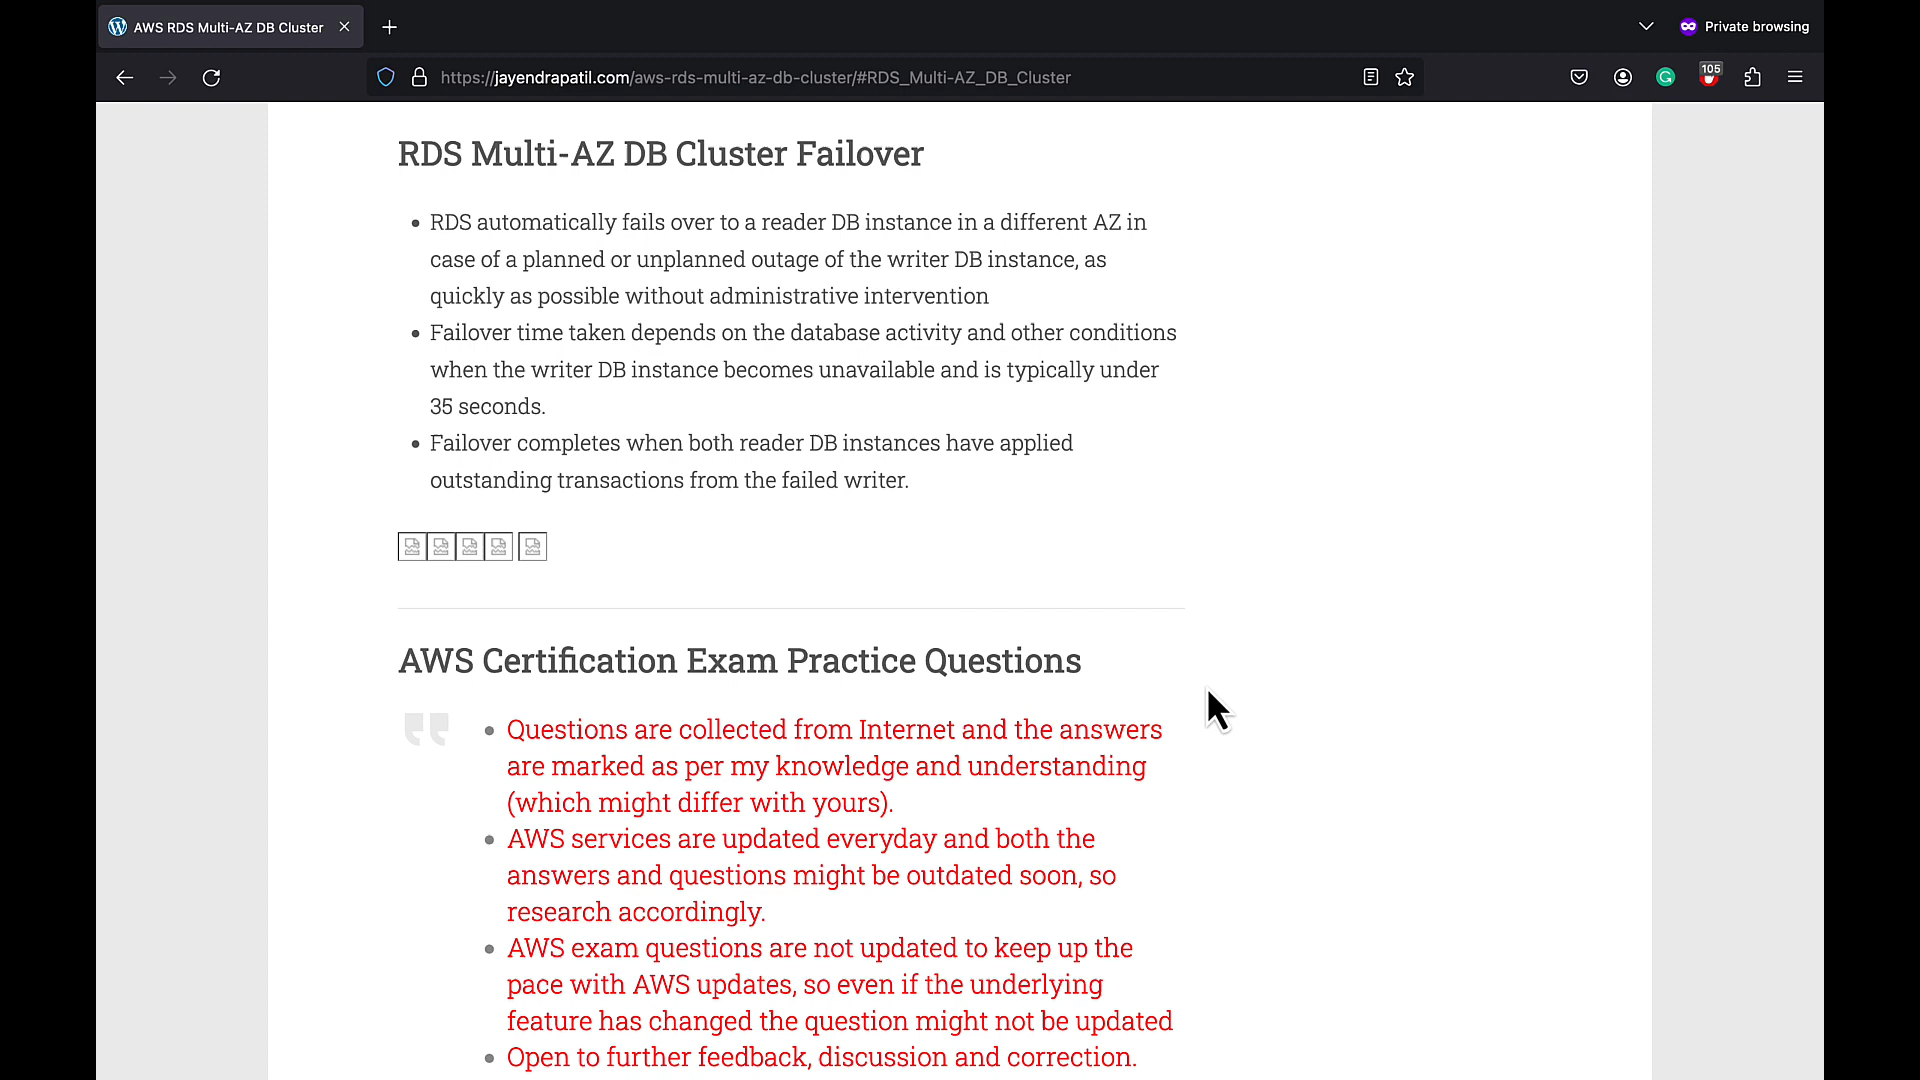 AWS RDS Multi-AZ DB Cluster
Private browsing
https://jayendrapatil.com/aws-rds-multi-az-db-cluster/#RDS_Multi-AZ_DB_Cluster
105
RDS Multi-AZ DB Cluster Failover
RDS automatically fails over to a reader DB instance in a different AZ in
case of a planned or unplanned outage of the writer DB instance, as
quickly as possible without administrative intervention
Failover time taken depends on the database activity and other conditions
when the writer DB instance becomes unavailable and is typically under
35 seconds.
Failover completes when both reader DB instances have applied
outstanding transactions from the failed writer.
AWS Certification Exam Practice Questions
Questions are collected from Internet and the answers
are marked as per my knowledge and understanding
(which might differ with yours).
AWS services are updated everyday and both the
answers and questions might be outdated soon, so
research accordingly.
AWS exam questions are not updated to keep up the
pace with AWS updates, so even if the underlying
feature has changed the question might not be updated
Open to further feedback, discussion and correction.